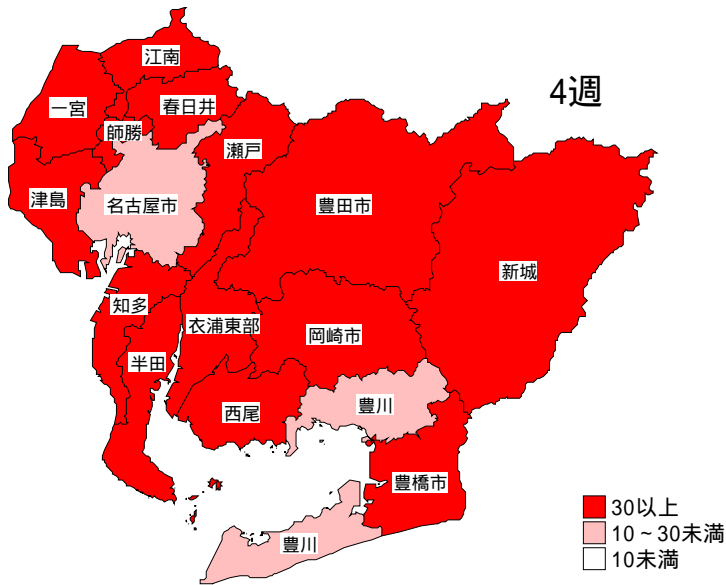 江南
4週
一宮
春日井
師勝
瀬戸
津島
名古屋市
豊田市
新城
知多
衣浦東部
岡崎市
半田
西尾
豊川
豊橋市
豊川
30以上
10~30未満
10未満